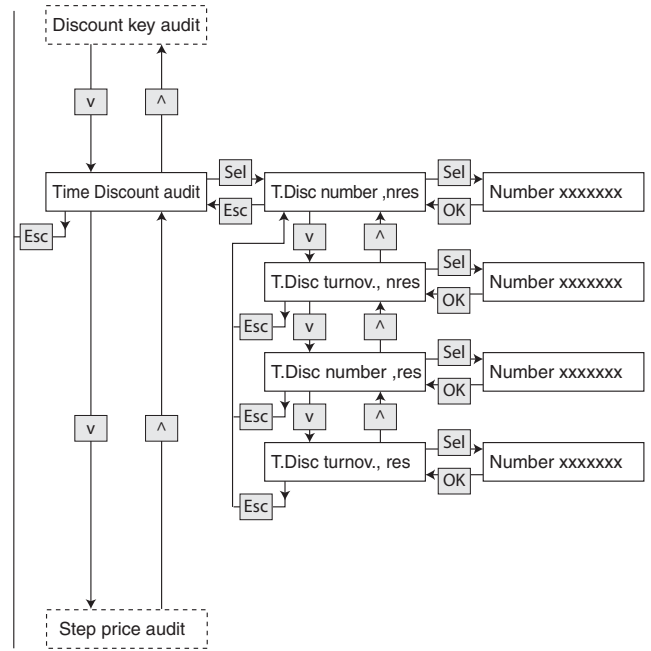 Discount key audit
v
^
Time Discount audit
Sel
Esc
T.Disc number ,nres
Sel
OK
Number xxxxxxx
Esc
v
^
T.Disc turnov., nres
Sel
OK
Number xxxxxxx
Esc
v
^
T.Disc number ,res
Sel
OK
Number xxxxxxx
v
^
Esc
v
^
T.Disc turnov., res
Sel
OK
Number xxxxxxx
Esc
Step price audit